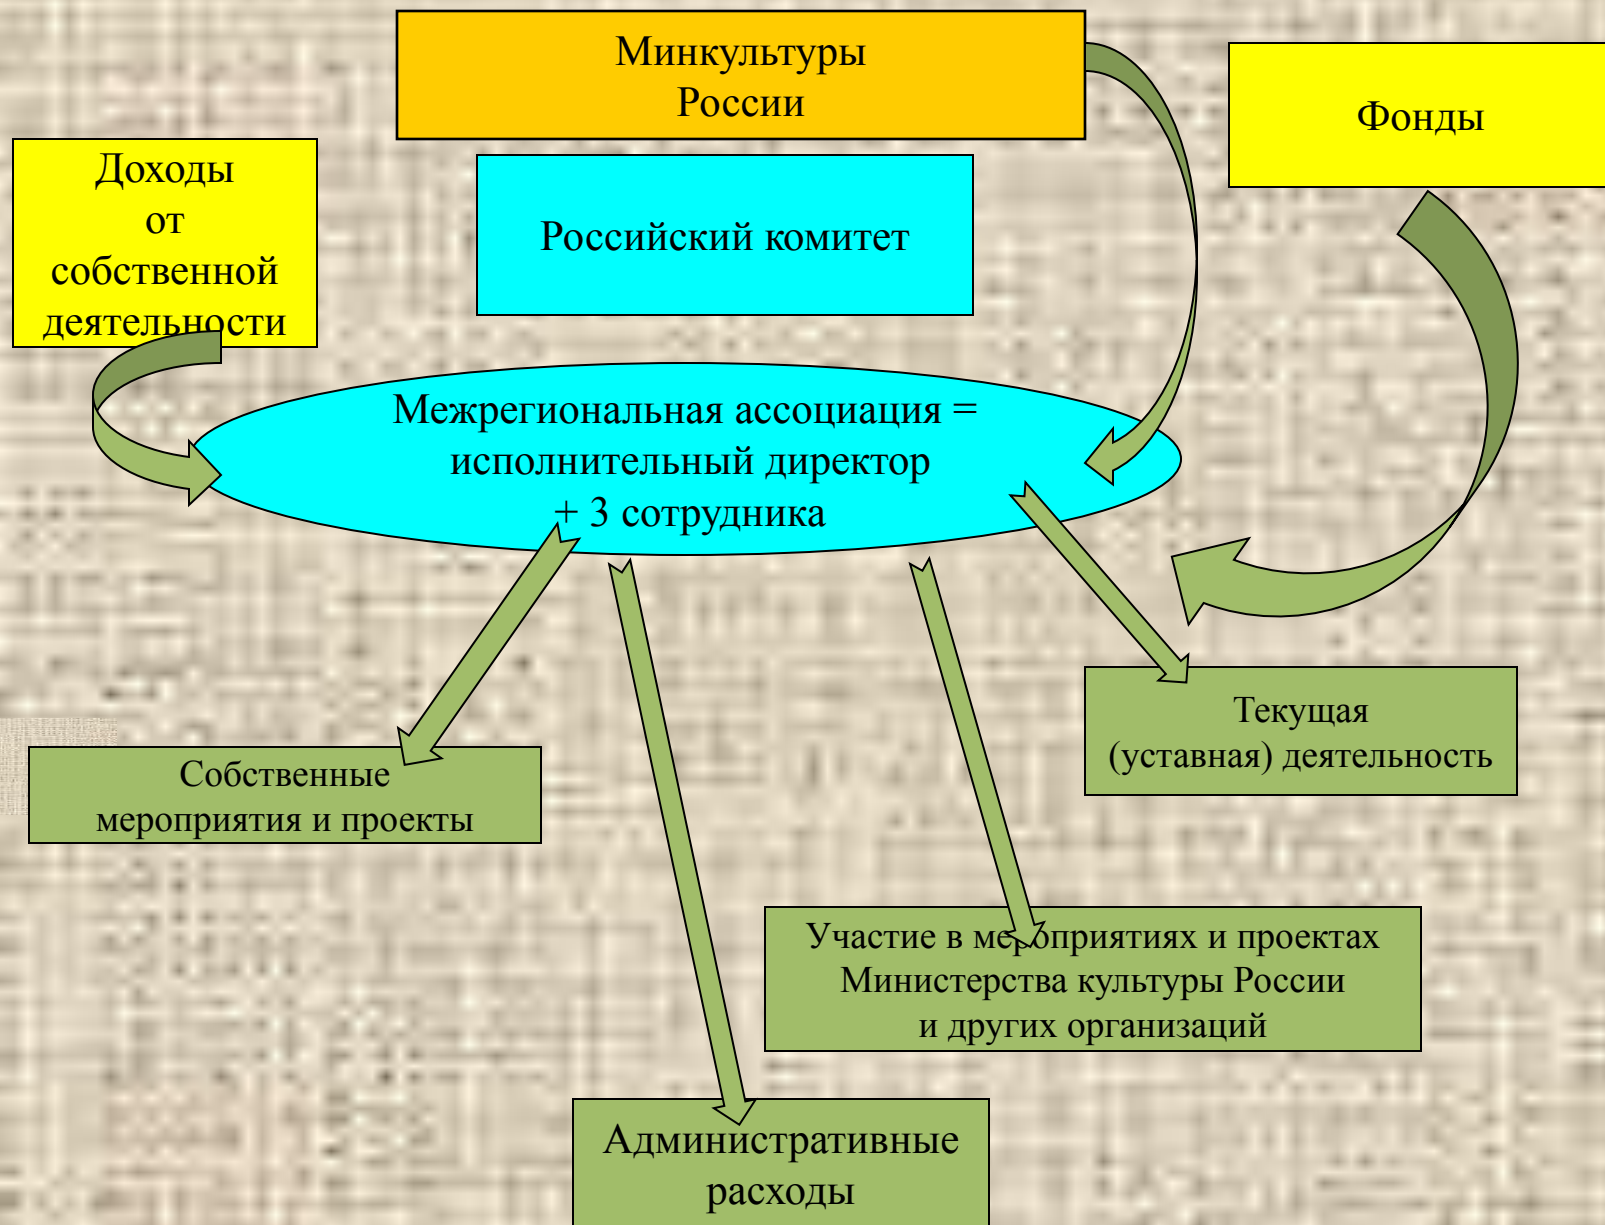 Минкультуры
России
Фонды
Доходы
от
собственной
деятельности
Российский комитет
Межрегиональная ассоциация =
исполнительный директор
+ 3 сотрудника
Текущая
(уставная) деятельность
Собственные
мероприятия и проекты
Участие в мероприятиях и проектах
Министерства культуры России
и других организаций
Административные
расходы